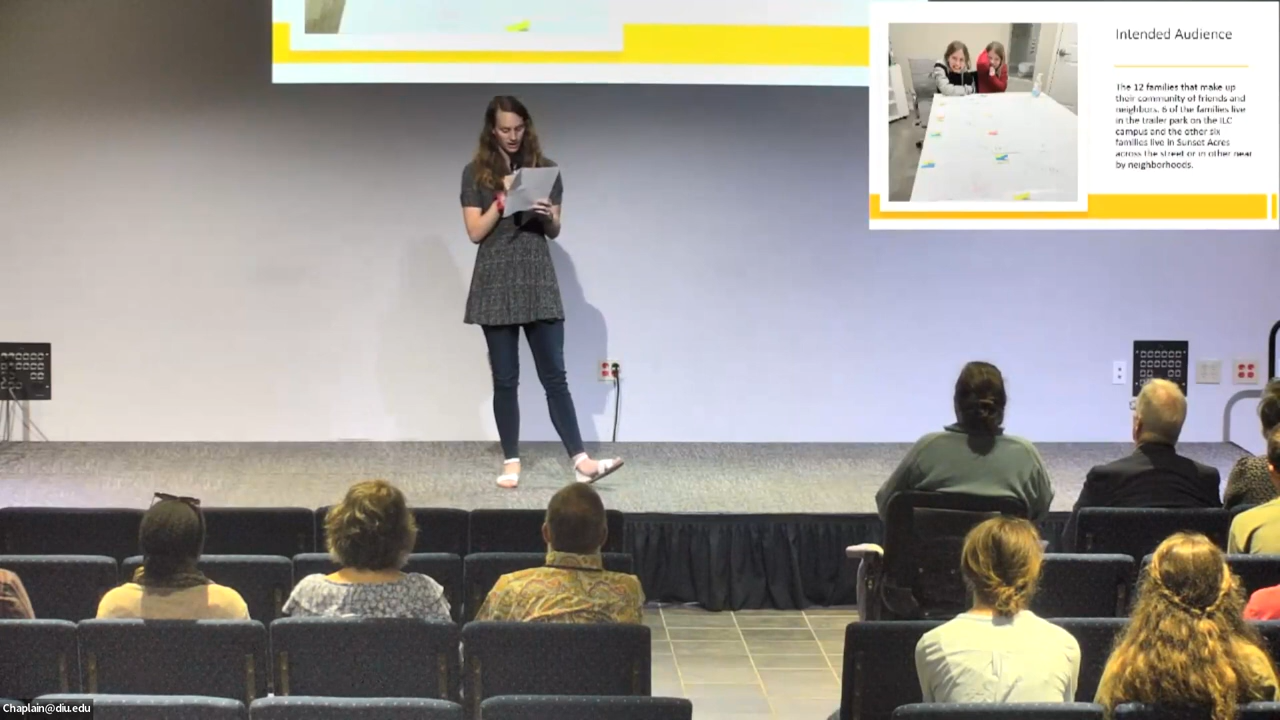 Intended Audience
The 12 families that make up
their community of friends and
neighbors. 6 of the families live
in the trailer park on the ILC
campus and the other six
families live in Sunset Acres
across the street or in other near
by neighborhoods.
Chaplain@diu.edu